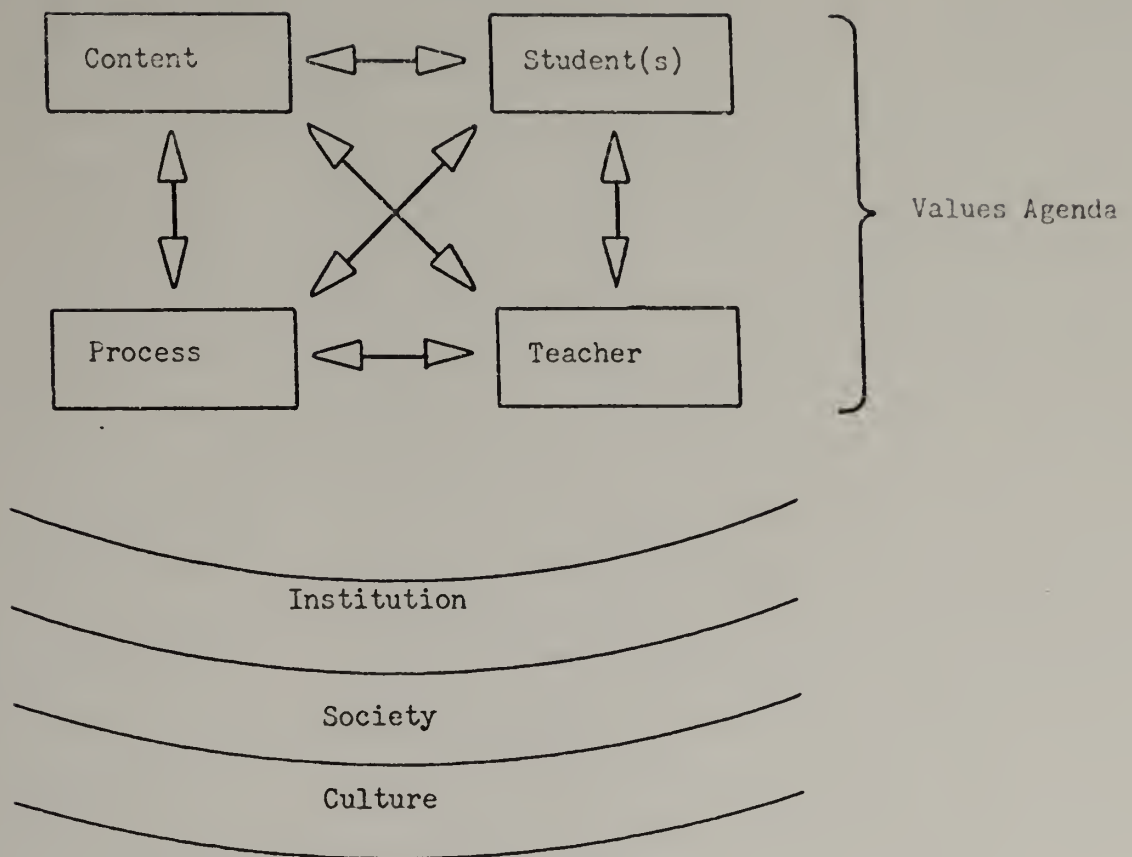 Content
Student(s)
Values Agenda
Process
Teacher
Institution
Society
Culture